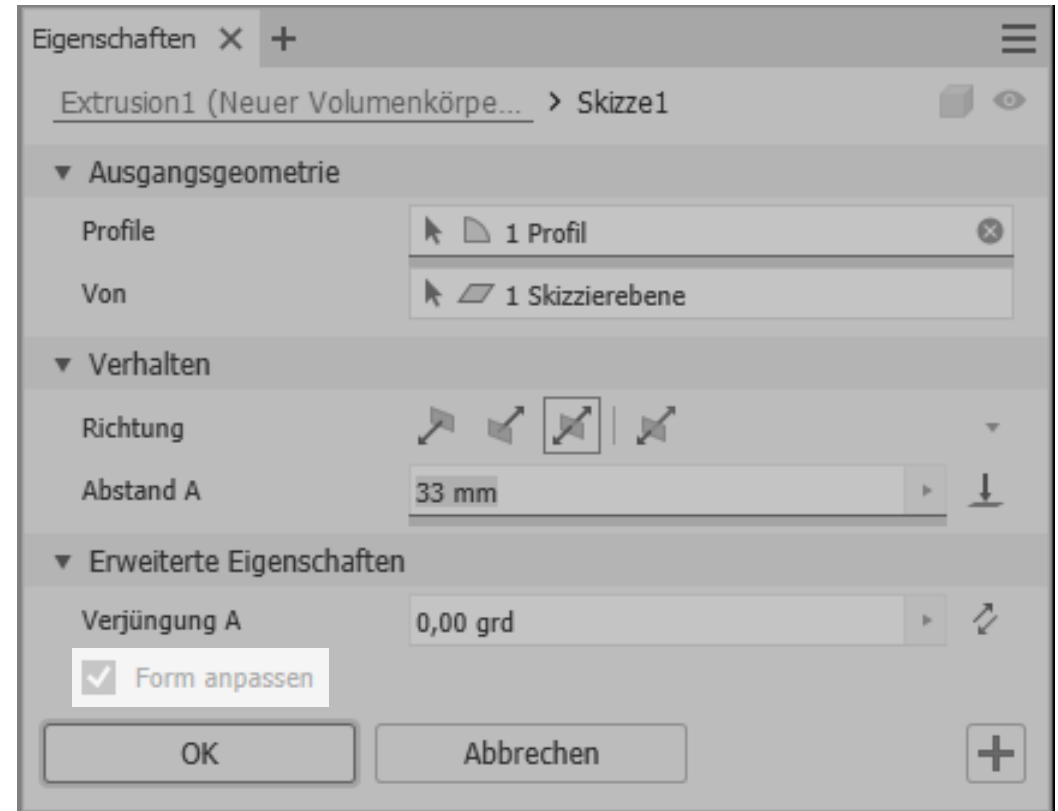 Eigenschaften
Extrusion1 (Neuer Volumenkörpe... > Skizze1
Ausgangsgeometrie
Profile 1 Profil
Von 1 Skizzierebene
Verhalten
Richtung
Abstand A 33 mm
Erweiterte Eigenschaften
Verjüngung A 0,00 grd
Form anpassen
OK Abbrechen